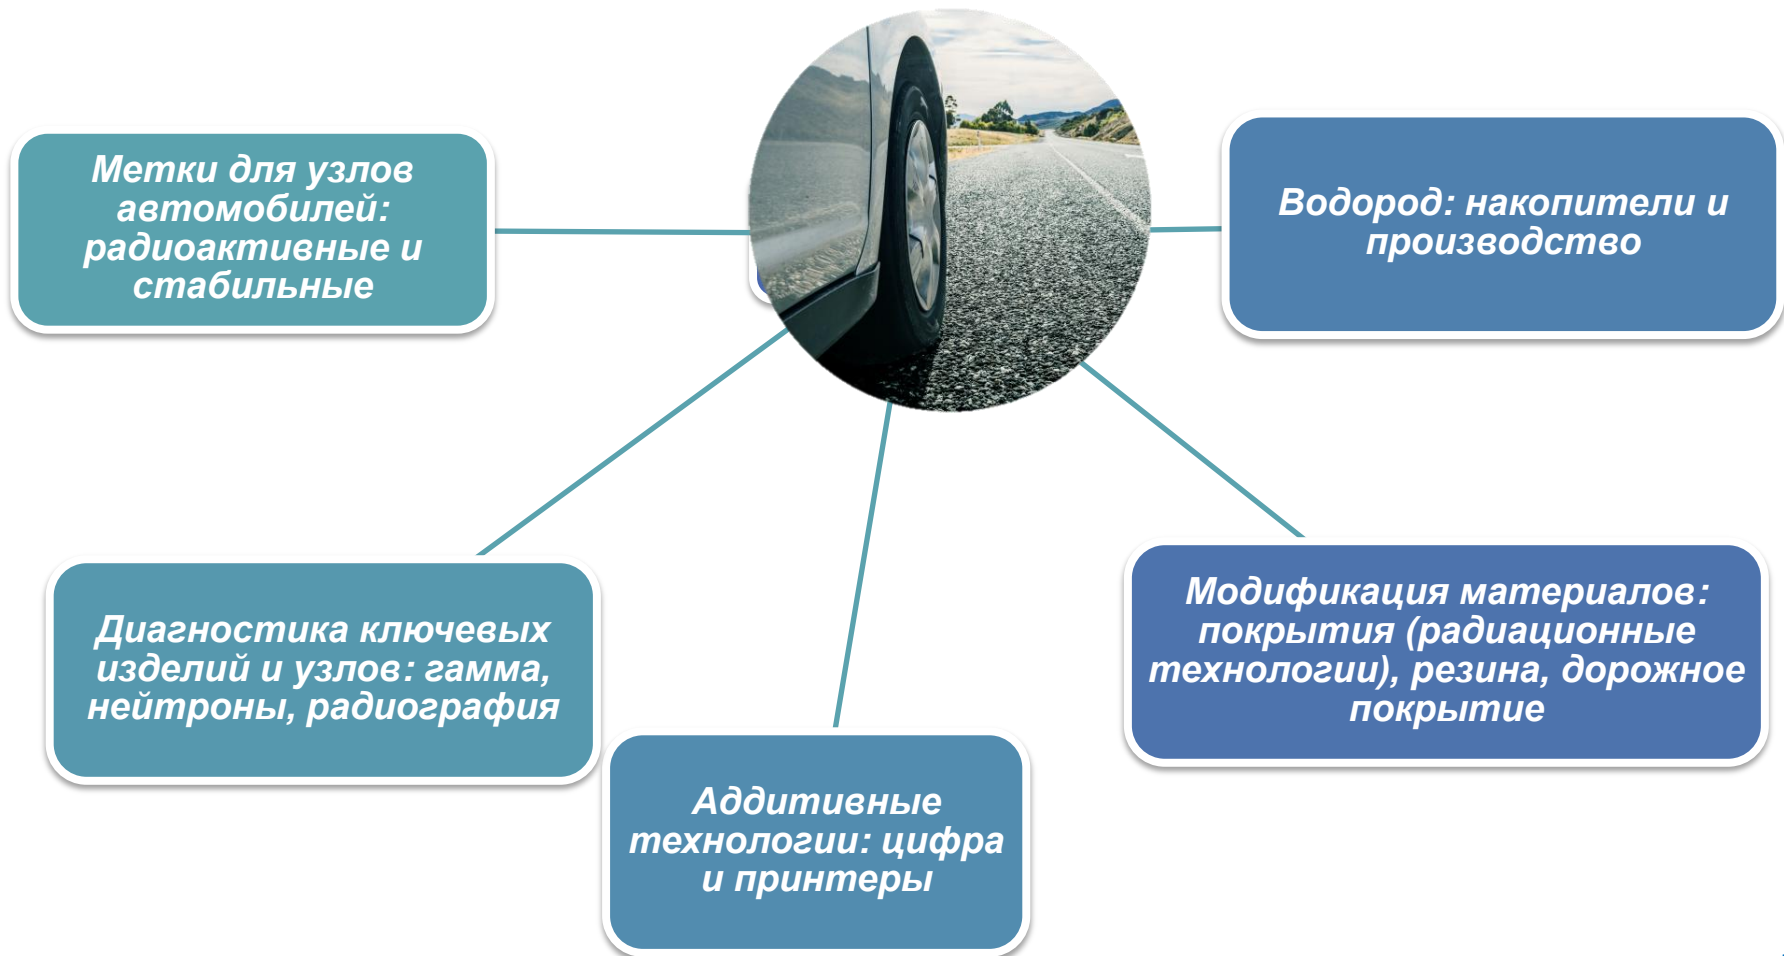 Метки для узлов
автомобилей:
радиоактивные и
стабильные
Водород: накопители и
производство
Диагностика ключевых
изделий и узлов: гамма,
нейтроны, радиография
Аддитивные
технологии: цифра
и принтеры
Модификация материалов:
покрытия (радиационные
технологии), резина, дорожное
покрытие